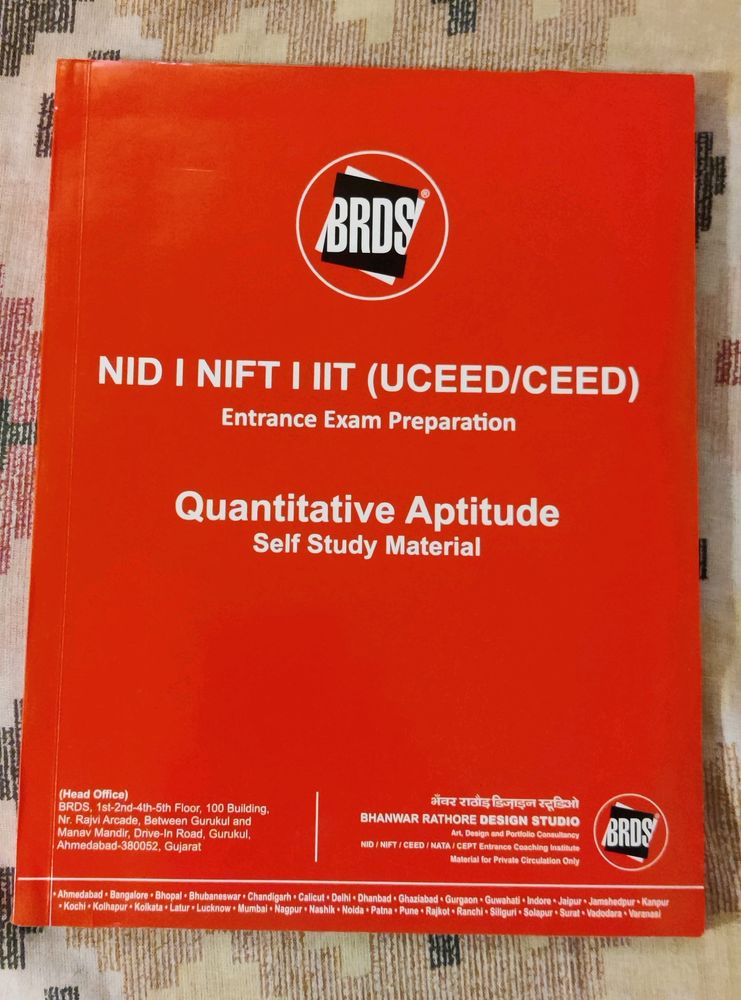 BRDS®
NID I NIFT I IIT (UCEED/CEED)
Entrance Exam Preparation
Quantitative Aptitude
Self Study Material
(Head Office)
BRDS, 1st-2nd-4th-5th Floor, 100 Building,
Nr. Rajvi Arcade, Between Gurukul and
Manav Mandir, Drive-In Road, Gurukul,
Ahmedabad-380052, Gujarat
भँवर राठौड़ डिज़ाइन स्टूडिओ
BHANWAR RATHORE DESIGN STUDIO
Art, Design and Portfolio Consultancy
NID / NIFT / CEED / NATA / CEPT Entrance Coaching Institute
Material for Private Circulation Only
BRDS
• Ahmedabad • Bangalore • Bhopal • Bhubaneswar • Chandigarh • Calicut • Delhi • Dhanbad • Ghaziabad • Gurgaon • Guwahati • Indore • Jaipur • Jamshedpur • Kanpur
• Kochi • Kolhapur • Kolkata • Latur • Lucknow • Mumbai • Nagpur • Nashik • Noida • Patna • Pune • Rajkot • Ranchi • Siliguri • Solapur • Surat • Vadodara • Varanasi